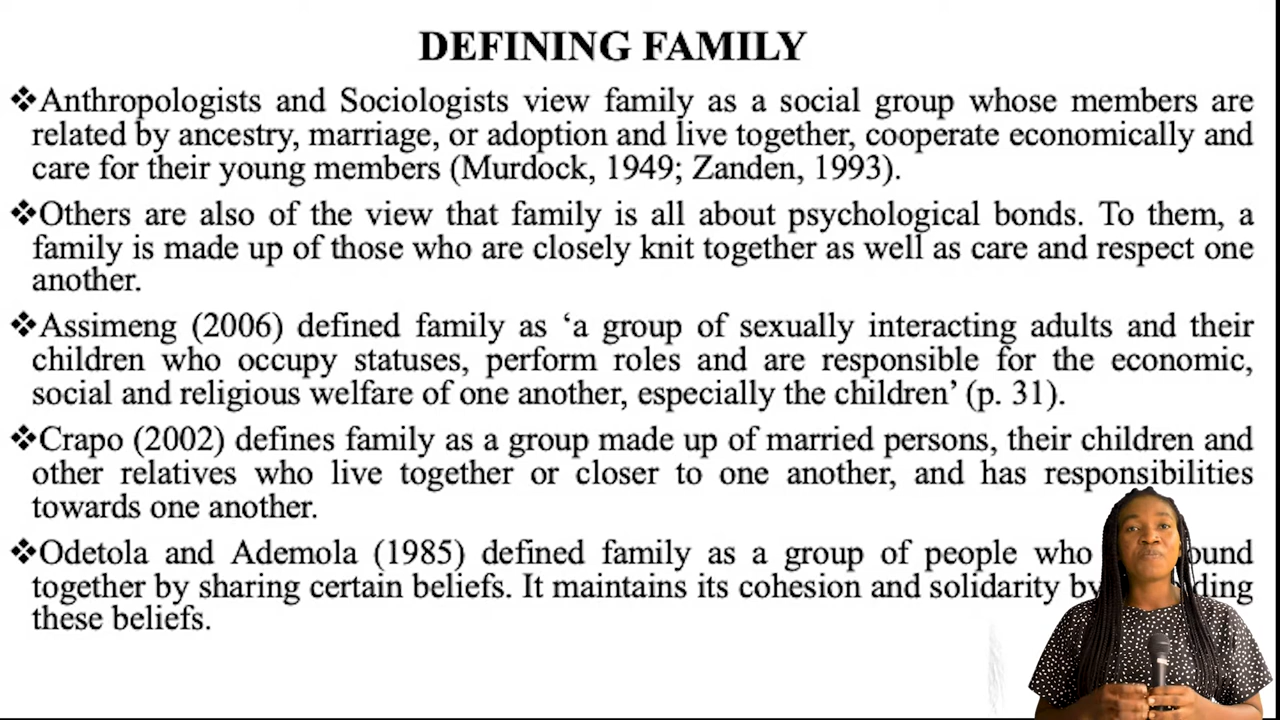 DEFINING FAMILY
❖Anthropologists and Sociologists view family as a social group whose members are
related by ancestry, marriage, or adoption and live together, cooperate economically and
care for their young members (Murdock, 1949; Zanden, 1993).
❖Others are also of the view that family is all about psychological bonds. To them, a
family is made up of those who are closely knit together as well as care and respect one
another.
❖Assimeng (2006) defined family as ‘a group of sexually interacting adults and their
children who occupy statuses, perform roles and are responsible for the economic,
social and religious welfare of one another, especially the children’ (p. 31).
❖Crapo (2002) defines family as a group made up of married persons, their children and
other relatives who live together or closer to one another, and has responsibilities
towards one another.
❖Odetola and Ademola (1985) defined family as a group of people who
together by sharing certain beliefs. It maintains its cohesion and solidarity by
these beliefs.